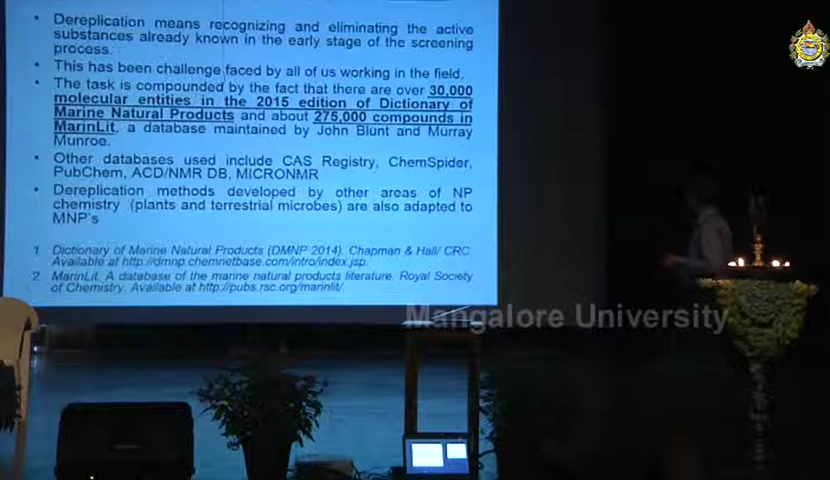 • Dereplication means recognizing and eliminating the active
substances already known in the early stage of the screening
process.
• This has been challenge faced by all of us working in the field.
• The task is compounded by the fact that there are over 30,000
molecular entities in the 2015 edition of Dictionary of
Marine Natural Products and about 275,000 compounds in
MarinLit, a database maintained by John Blunt and Murray
Munroe.
• Other databases used include CAS Registry, ChemSpider,
PubChem, ACD/NMR DB, MICRONMR
• Dereplication methods developed by other areas of NP
chemistry (plants and terrestrial microbes) are also adapted to
MNP's
1. Dictionary of Marine Natural Products (DMNP 2014). Chapman & Hall/ CRC.
Available at http://dmnp.chemnetbase.com/intro/index.jsp.
2. MarinLit. A database of the marine natural products literature. Royal Society
of Chemistry. Available at http://pubs.rsc.org/marinlit/.
Mangalore University